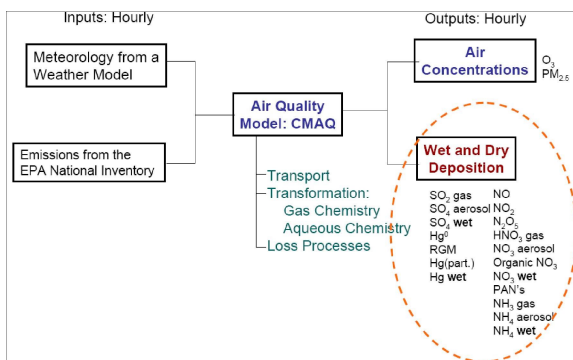 Inputs: Hourly
Outputs: Hourly
Meteorology from a
Weather Model
Emissions from the
EPA National Inventory
Air Quality
Model: CMAQ
Transport
Transformation:
Gas Chemistry
Aqueous Chemistry
Loss Processes
Air
Concentrations
O₃
PM₂.₅
Wet and Dry
Deposition
SO₂ gas
SO₄ aerosol
SO₄ wet
Hg⁰
RGM
Hg(part.)
Hg wet
NO
NO₂
N₂O₅
HNO₃ gas
NO₃ aerosol
Organic NO₃
NO₃ wet
PAN's
NH₃ gas
NH₄ aerosol
NH₄ wet